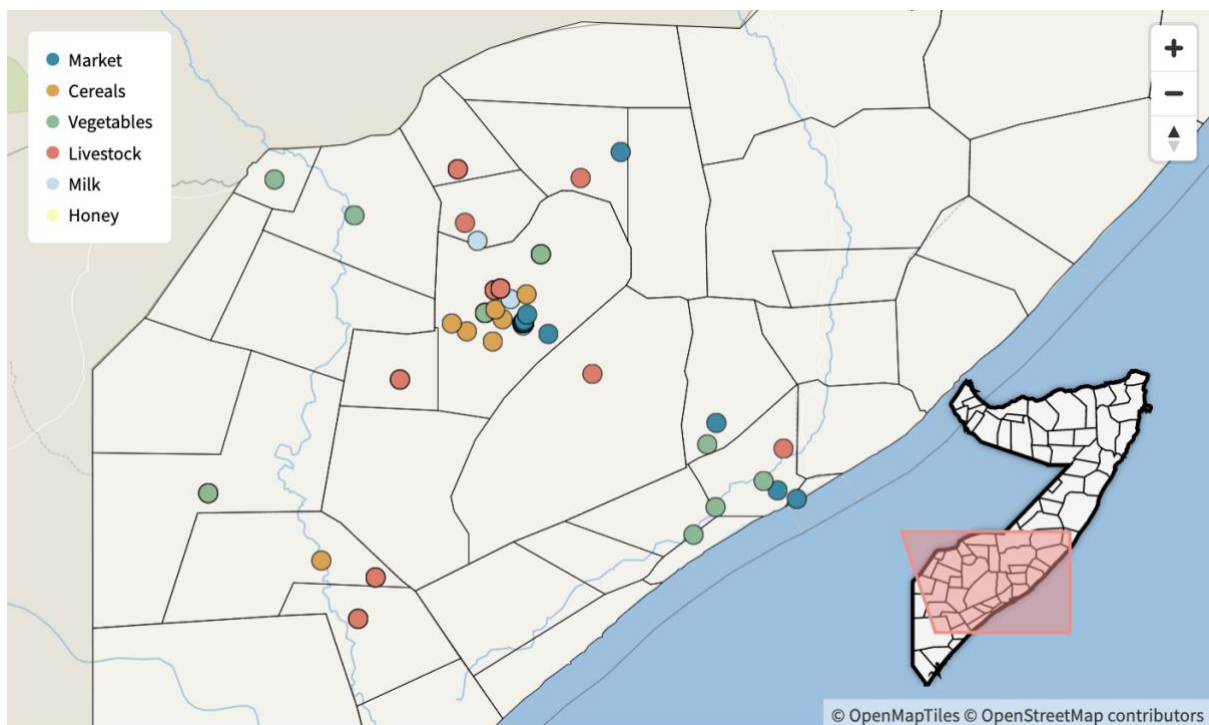 Market
Cereals
Vegetables
Livestock
Milk
Honey
© OpenMapTiles © OpenStreetMap contributors